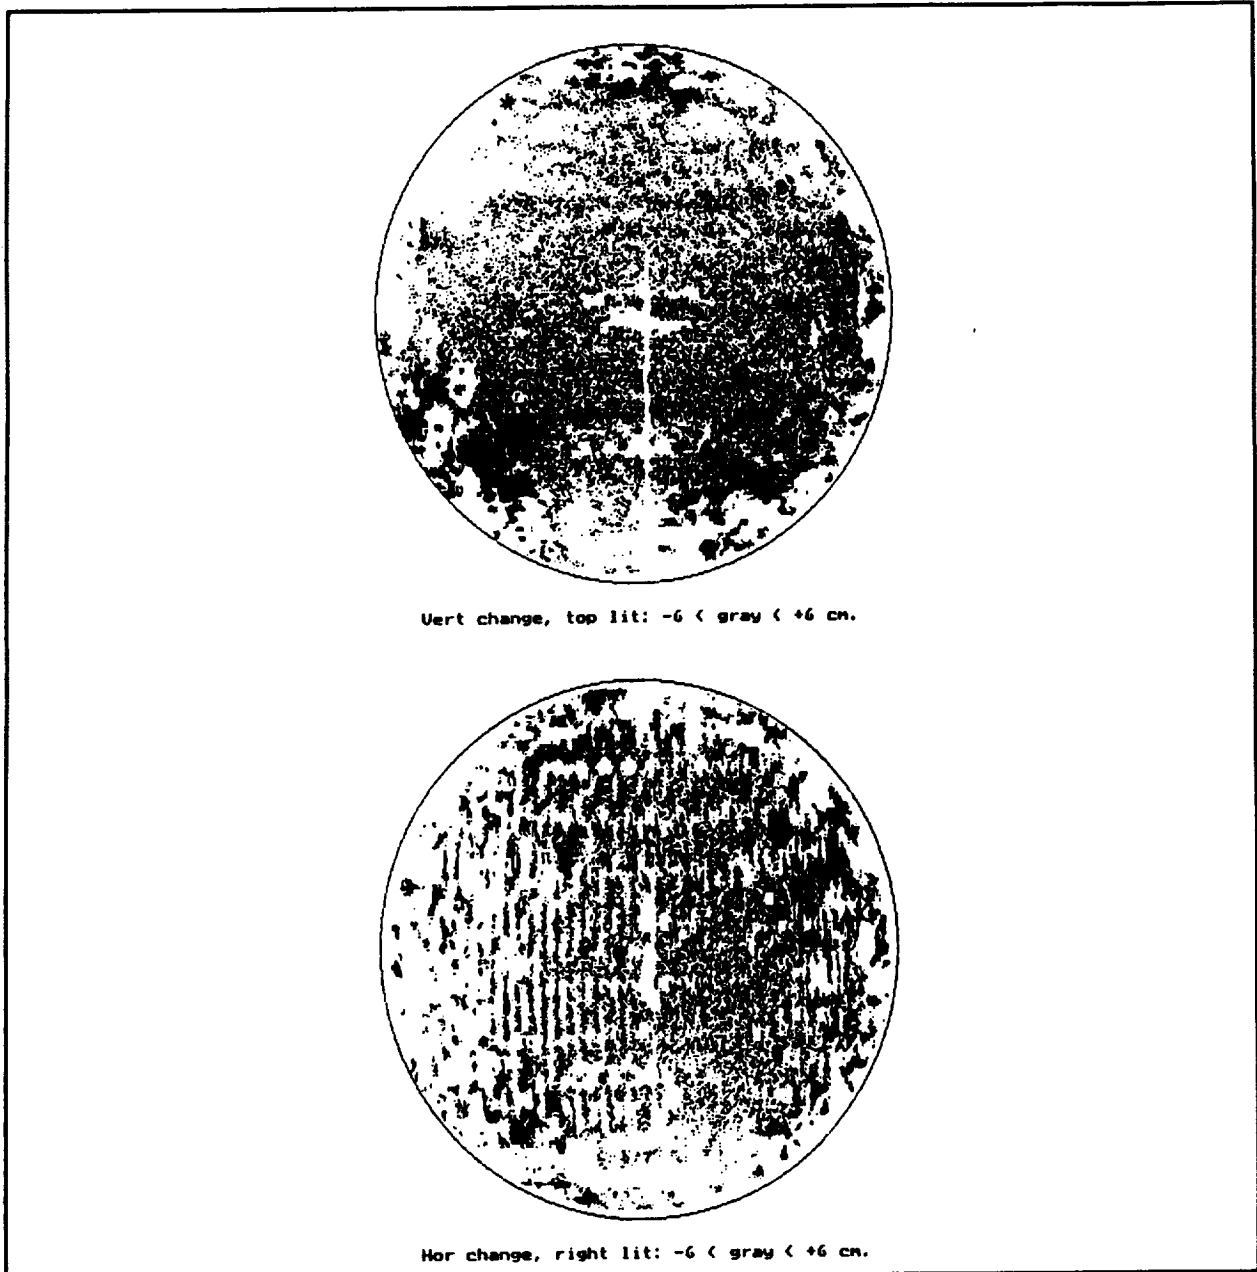 Vert change, top lit: -6 < gray < +6 cm.
Hor change, right lit: -6 < gray < +6 cm.